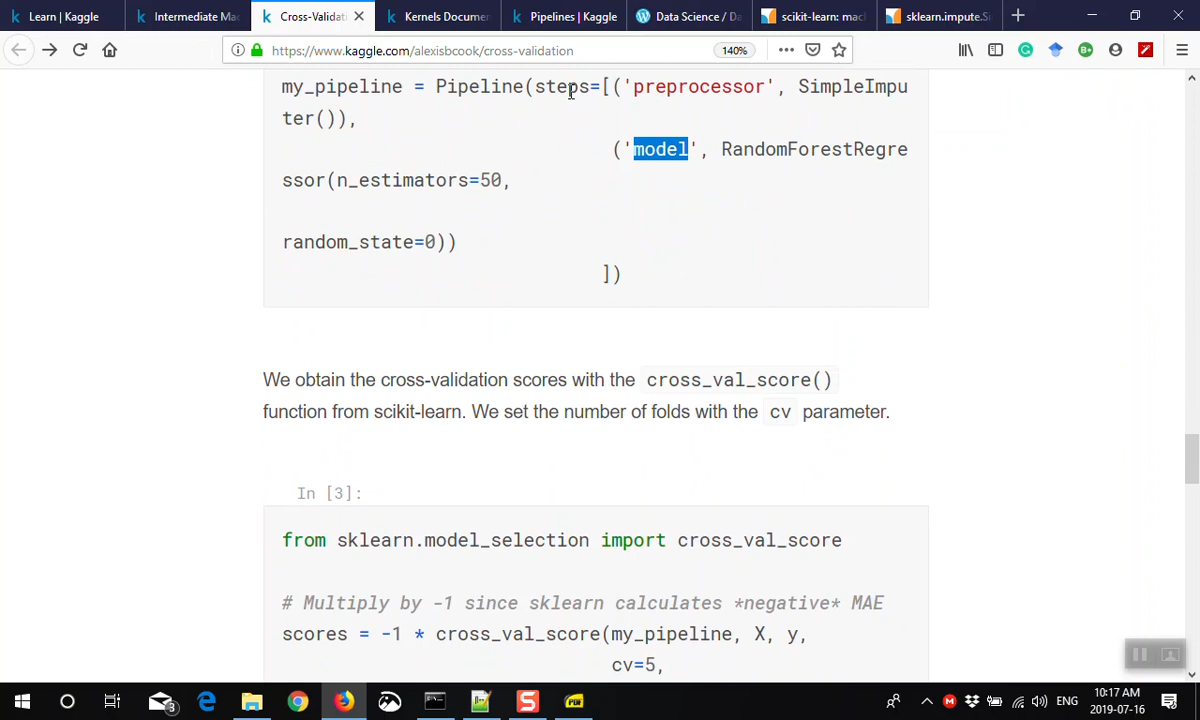 Learn | Kaggle
Intermediate Mac
Cross-Validati
Kernels Documen
Pipelines | Kaggle
Data Science / Da
scikit-learn: mac
sklearn.impute.Si
https://www.kaggle.com/alexisbcook/cross-validation
140%
my_pipeline = Pipeline(steps=[('preprocessor', SimpleImpu
ter()),
('model', RandomForestRegre
ssor(n_estimators=50,
random_state=0))
])
We obtain the cross-validation scores with the cross_val_score()
function from scikit-learn. We set the number of folds with the cv parameter.
In [3]:
from sklearn.model_selection import cross_val_score
# Multiply by -1 since sklearn calculates *negative* MAE
scores = -1 * cross_val_score(my_pipeline, X, y,
cv=5,
3
ENG
10:17 AM
2019-07-16